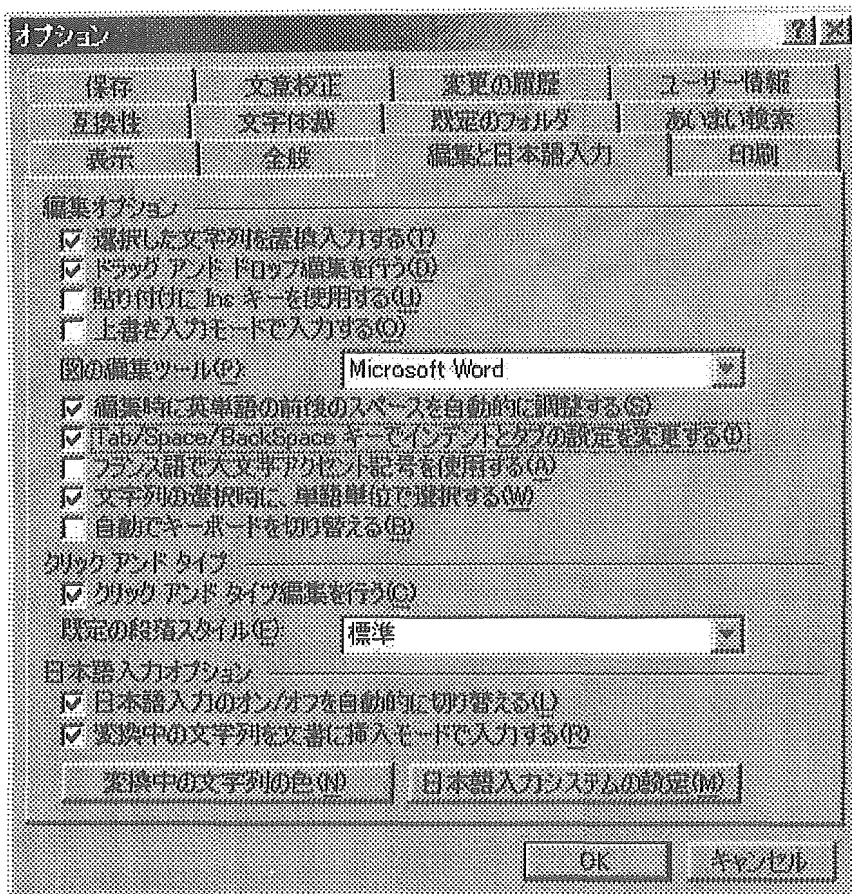 オプション
保存 文章校正 変更の履歴 ユーザー情報
互換性 文字体裁 既定のフォルダ あいまい検索
表示 全般 編集と日本語入力 印刷
編集オプション
選択した文字列を置換入力する(T)
ドラッグ アンド ドロップ編集を行う(D)
貼り付けに Ins キーを使用する(U)
上書き入力モードで入力する(O)
図の編集ツール(P): Microsoft Word
編集時に英単語の前後のスペースを自動的に調整する(S)
Tab/Space/BackSpace キーでインデントとタブの設定を変更する(I)
フランス語で大文字アクセント記号を使用する(A)
文字列の選択時に、単語単位で選択する(W)
自動でキーボードを切り替える(B)
クリック アンド タイプ
クリック アンド タイプ編集を行う(C)
既定の段落スタイル(E): 標準
日本語入力オプション
日本語入力のオン/オフを自動的に切り替える(L)
変換中の文字列を文書に挿入モードで入力する(R)
変換中の文字列の色(N) 日本語入力システムの設定(M)
OK キャンセル